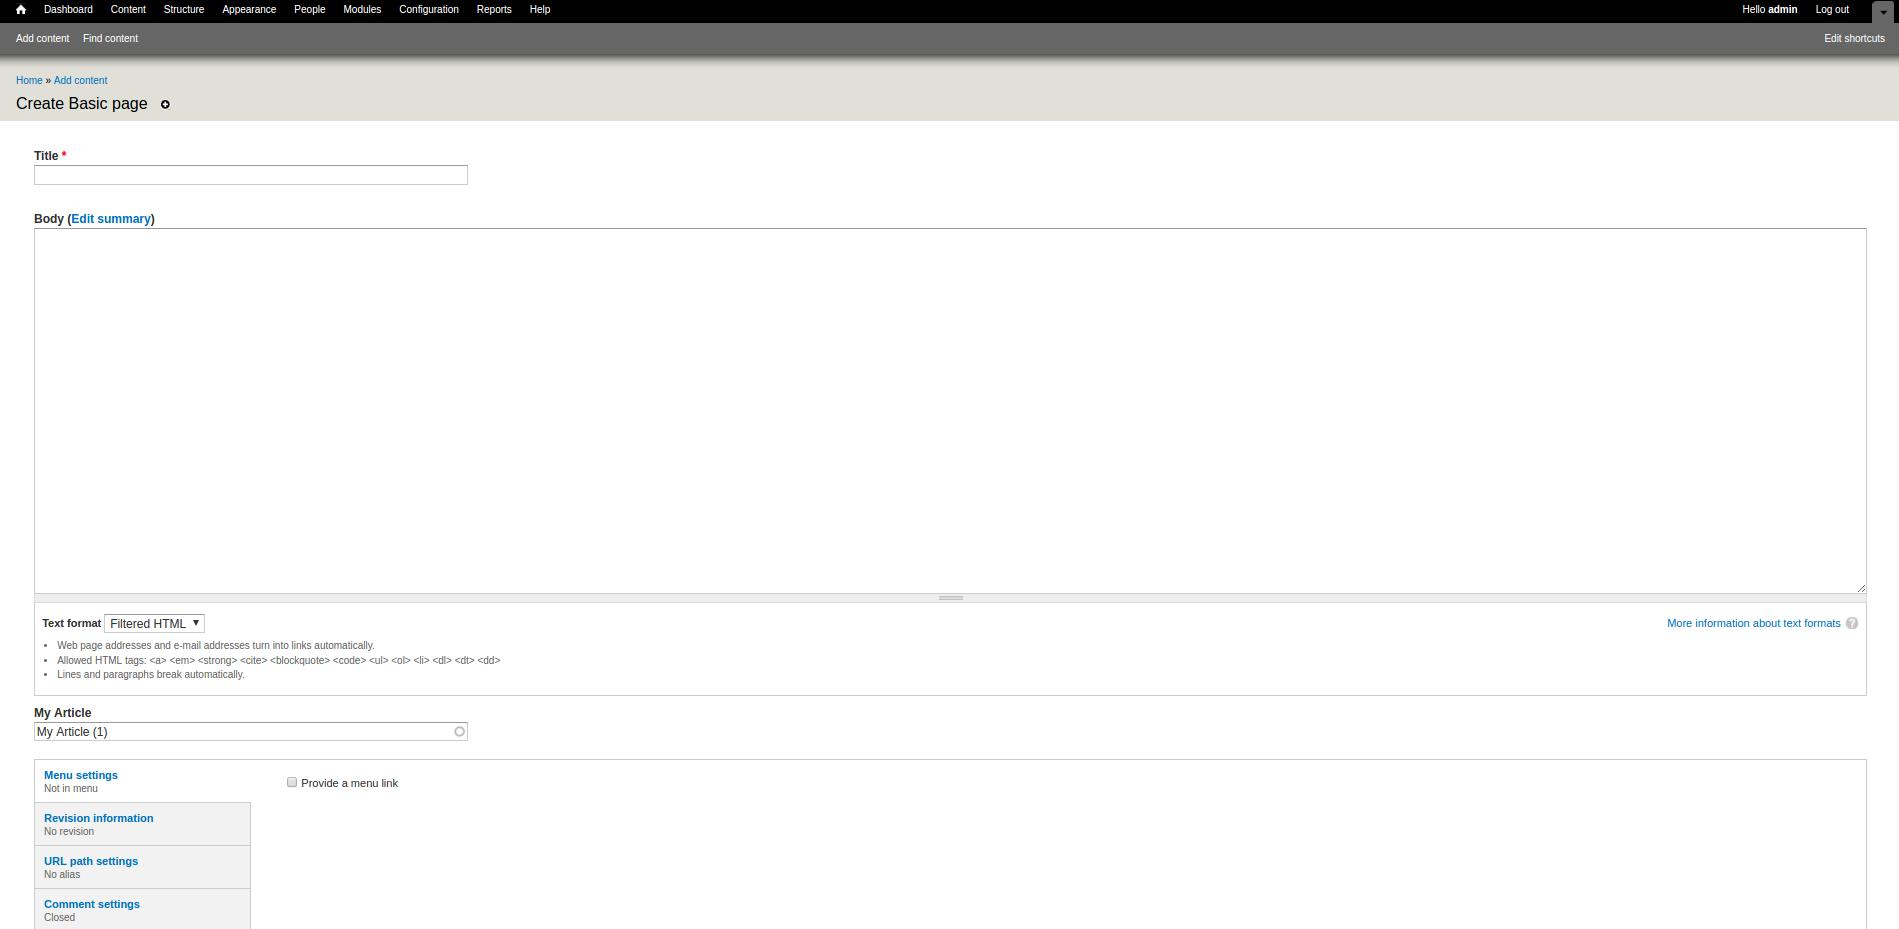 Dashboard Content Structure Appearance People Modules Configuration Reports Help Hello admin Log out
Add content Find content Edit shortcuts
Home » Add content
Create Basic page
Title *
Body (Edit summary)
Text format Filtered HTML More information about text formats ?
Web page addresses and e-mail addresses turn into links automatically.
Allowed HTML tags: <a> <em> <strong> <cite> <blockquote> <code> <ul> <ol> <li> <dl> <dt> <dd>
Lines and paragraphs break automatically.
My Article
My Article (1)
Menu settings
Not in menu
Provide a menu link
Revision information
No revision
URL path settings
No alias
Comment settings
Closed